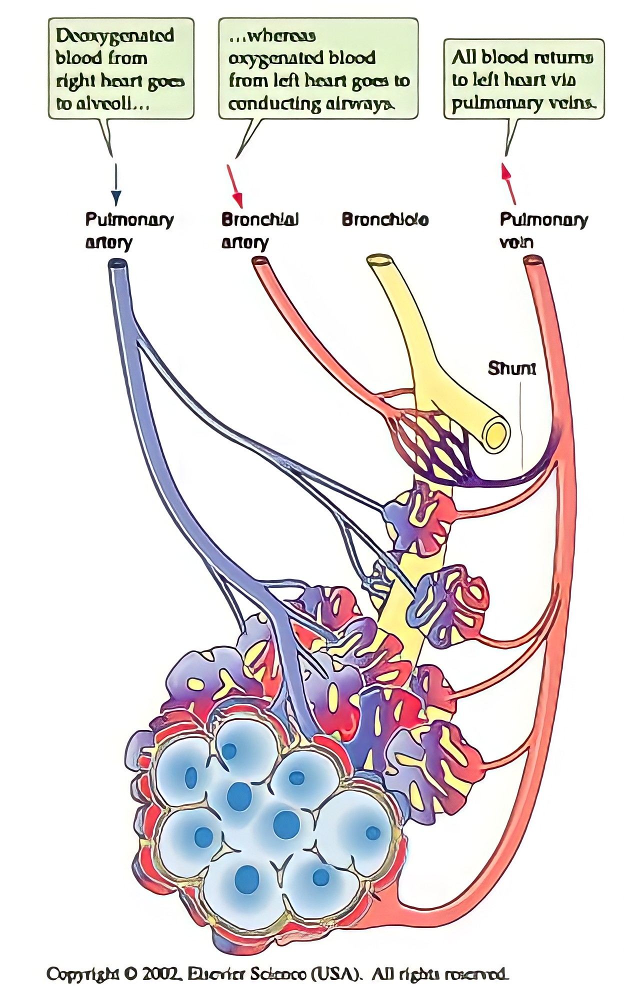 Deoxygenated
blood from
right heart goes
to alveoli...
...whereas
oxygenated blood
from left heart goes to
conducting airways.
All blood returns
to left heart via
pulmonary veins.
Pulmonary
artery
Bronchial
artery
Bronchiole
Pulmonary
vein
Shunt
Copyright © 2002, Elsevier Science (USA). All rights reserved.